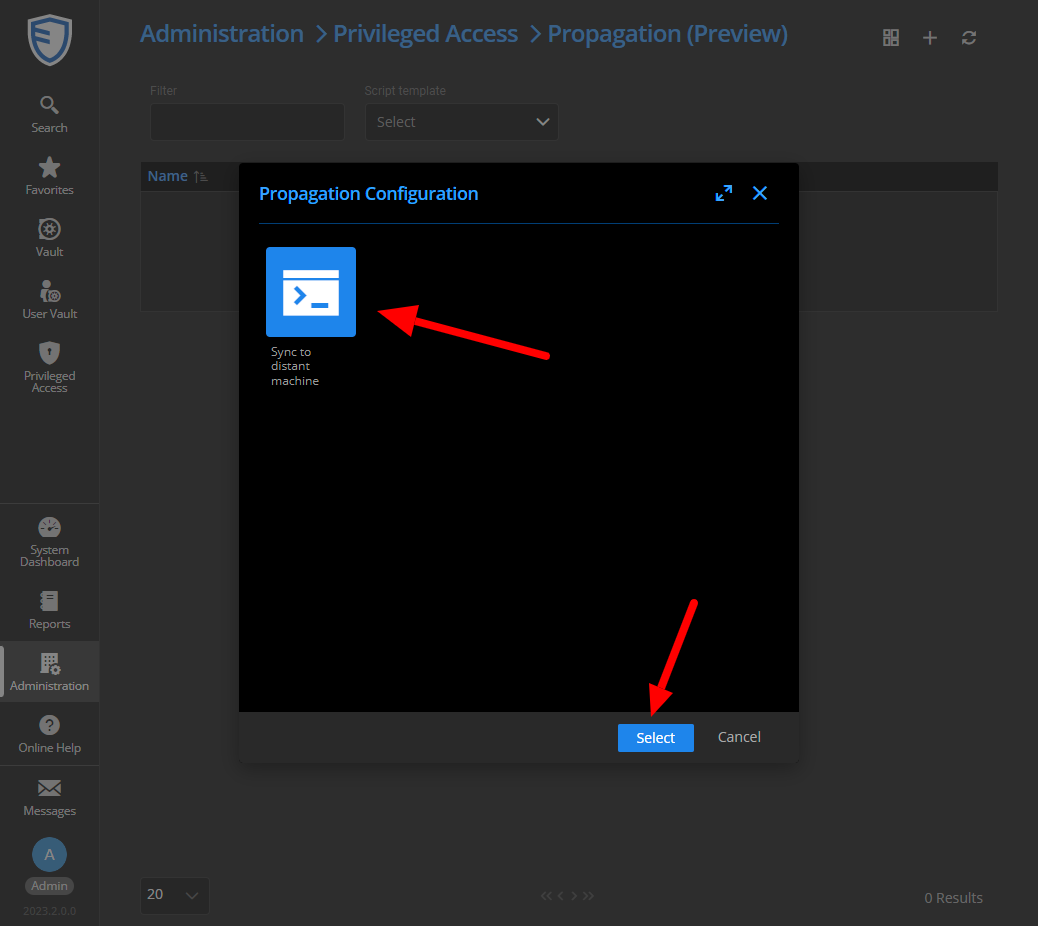 Administration > Privileged Access > Propagation (Preview)
Search
Favorites
Vault
User Vault
Privileged
Access
System
Dashboard
Reports
Administration
Online Help
Messages
A
Admin
2023.2.0.0
Filter
Script template
Select
Name
Propagation Configuration
Sync to
distant
machine
Select
Cancel
20
0 Results